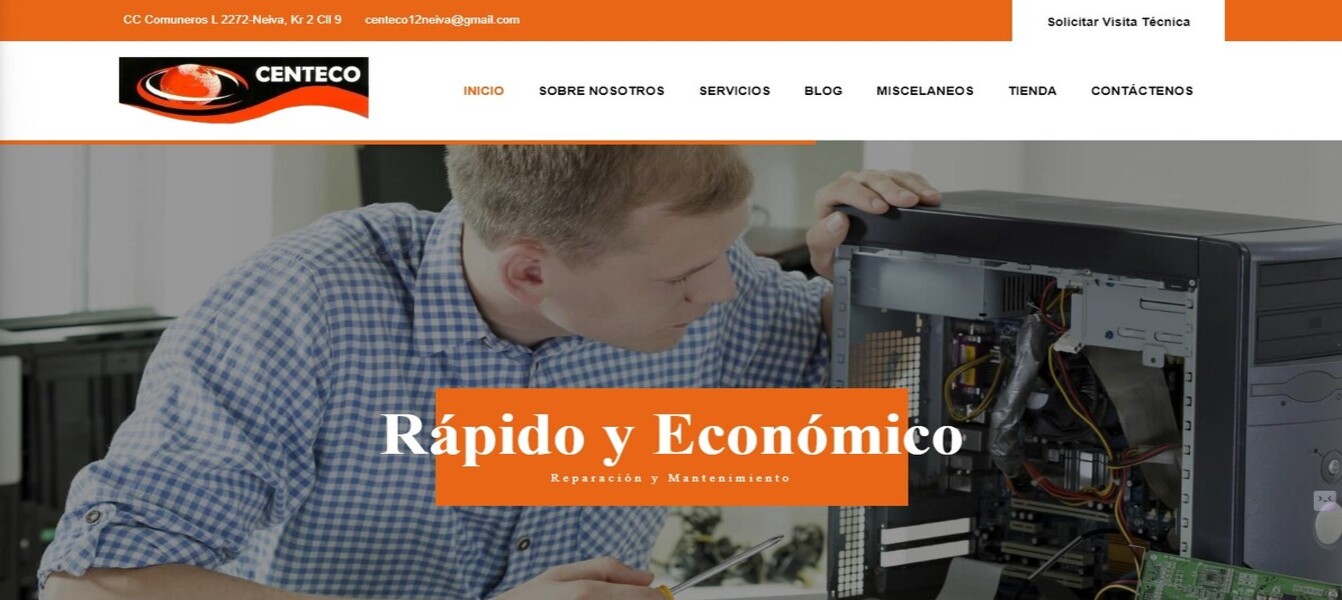 CC Comuneros L 2272-Neiva, Kr 2 Cll 9 centeco12neiva@gmail.com Solicitar Visita Técnica
CENTECO
INICIO SOBRE NOSOTROS SERVICIOS BLOG MISCELANEOS TIENDA CONTÁCTENOS
Rápido y Económico
Reparación y Mantenimiento